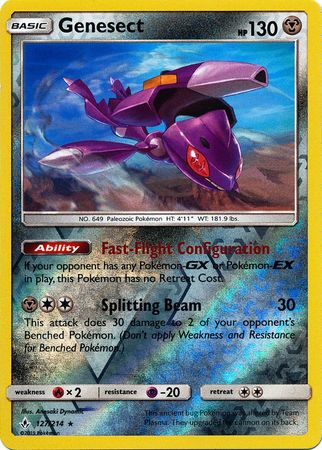 BASIC
Genesect HP 130
NO. 649 Paleozoic Pokémon HT: 4'11" WT: 181.9 lbs.
Ability Fast-Flight Configuration
If your opponent has any Pokémon-GX or Pokémon-EX
in play, this Pokémon has no Retreat Cost.
Splitting Beam 30
This attack does 30 damage to 2 of your opponent's
Benched Pokémon. (Don't apply Weakness and Resistance
for Benched Pokémon.)
weakness × 2 resistance -20 retreat
Illus. Anesaki Dynamic
127/214 ★
©2019 Pokémon
This ancient bug Pokémon was altered by Team
Plasma. They upgraded the cannon on its back.